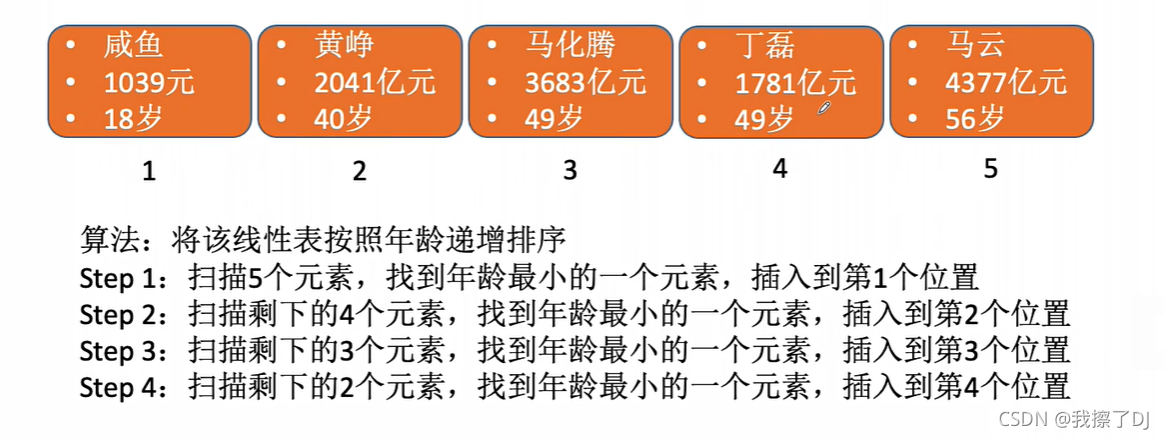 • 咸鱼
• 1039元
• 18岁
• 黄峥
• 2041亿元
• 40岁
• 马化腾
• 3683亿元
• 49岁
• 丁磊
• 1781亿元
• 49岁
• 马云
• 4377亿元
• 56岁
1 2 3 4 5
算法：将该线性表按照年龄递增排序
Step 1：扫描5个元素，找到年龄最小的一个元素，插入到第1个位置
Step 2：扫描剩下的4个元素，找到年龄最小的一个元素，插入到第2个位置
Step 3：扫描剩下的3个元素，找到年龄最小的一个元素，插入到第3个位置
Step 4：扫描剩下的2个元素，找到年龄最小的一个元素，插入到第4个位置
CSDN @我擦了DJ